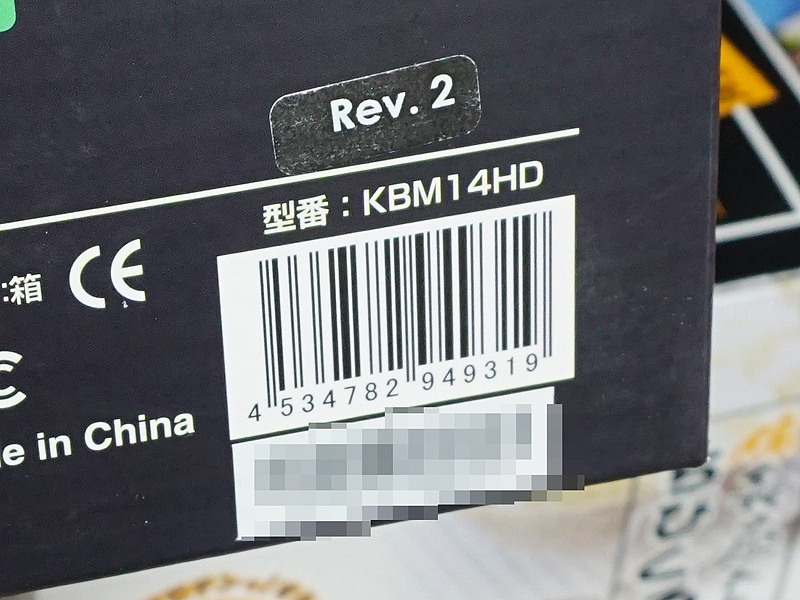 Rev. 2
型番：KBM14HD
:箱 CE
4 534782 949319
in China